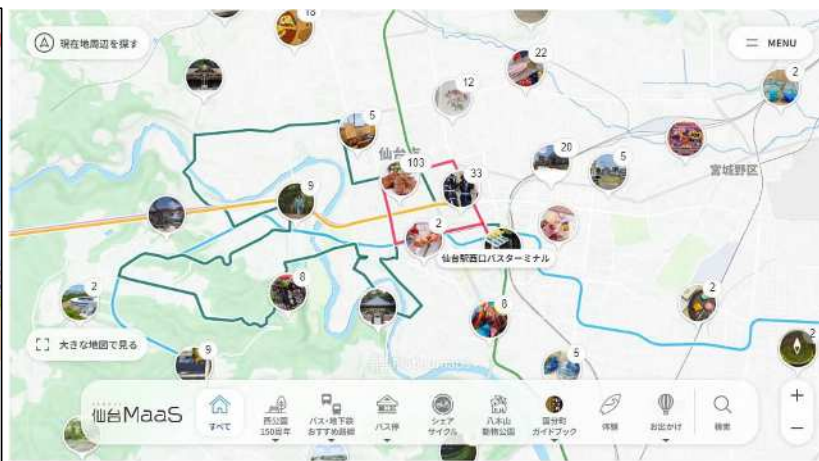 18
現在地周辺を探す
MENU
22
2
12
5
仙台市
103
33
20
5
宮城野区
9
2
仙台駅西口バスターミナル
2
8
6
2
2
大きな地図で見る
9
5
仙台MaaS
すべて
西公園
150周年
バス・地下鉄
おすすめ路線
バス停
シェア
サイクル
八木山
動物公園
国分町
ガイドブック
体験
お出かけ
検索